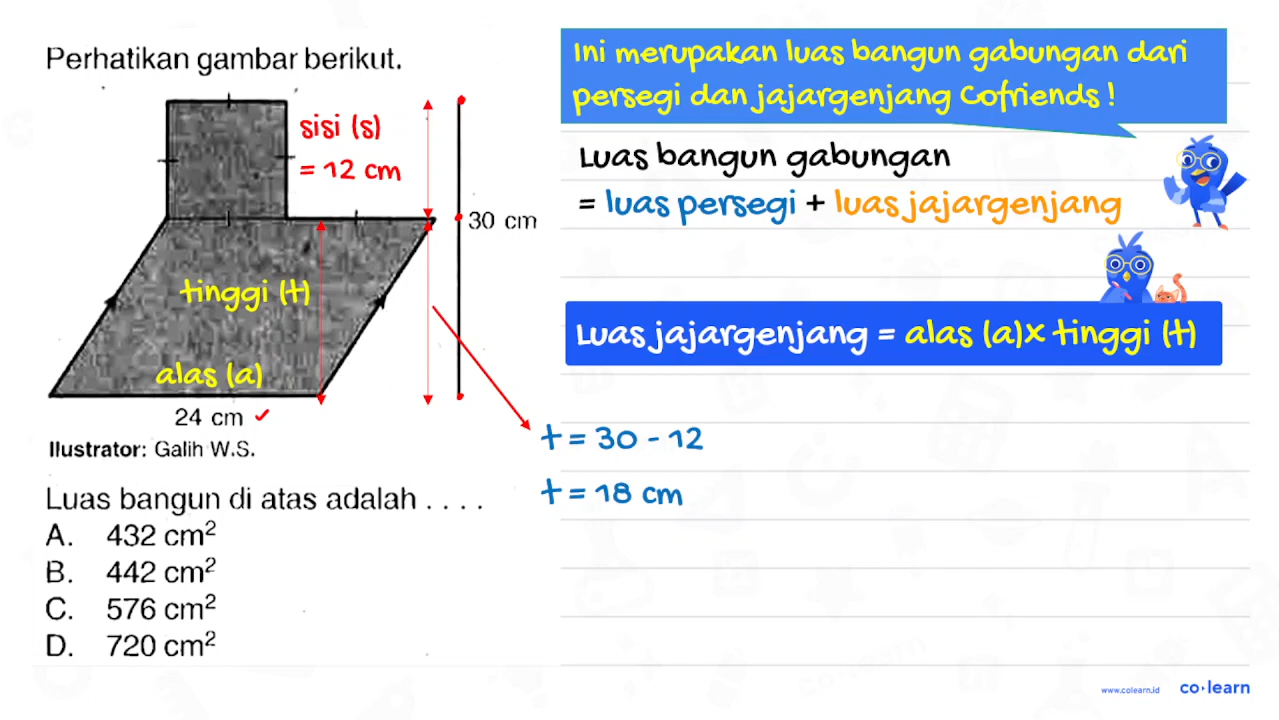 Perhatikan gambar berikut.
sisi (s)
= 12 cm
30 cm
tinggi (t)
alas (a)
24 cm
Ilustrator: Galih W.S.
Luas bangun di atas adalah . . . .
A. 432 cm²
B. 442 cm²
C. 576 cm²
D. 720 cm²
Ini merupakan luas bangun gabungan dari
persegi dan jajargenjang Cofriends !
Luas bangun gabungan
= luas persegi + luas jajargenjang
Luas jajargenjang = alas (a)x tinggi (t)
t = 30 - 12
t = 18 cm
www.colearn.id
co·learn